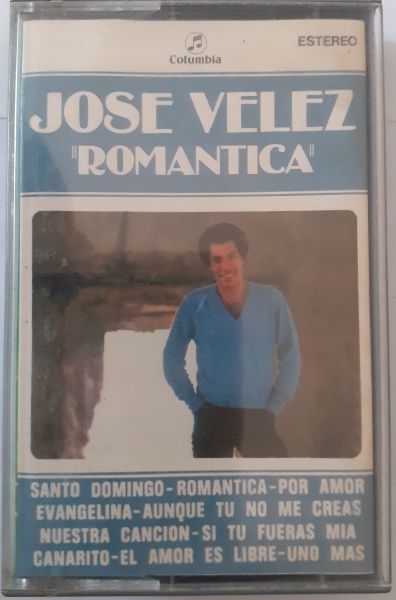 Columbia
ESTEREO
JOSE VELEZ
"ROMANTICA"
SANTO DOMINGO-ROMANTICA-POR AMOR
EVANGELINA-AUNQUE TU NO ME CREAS
NUESTRA CANCION-SI TU FUERAS MIA
CANARITO-EL AMOR ES LIBRE-UNO MAS